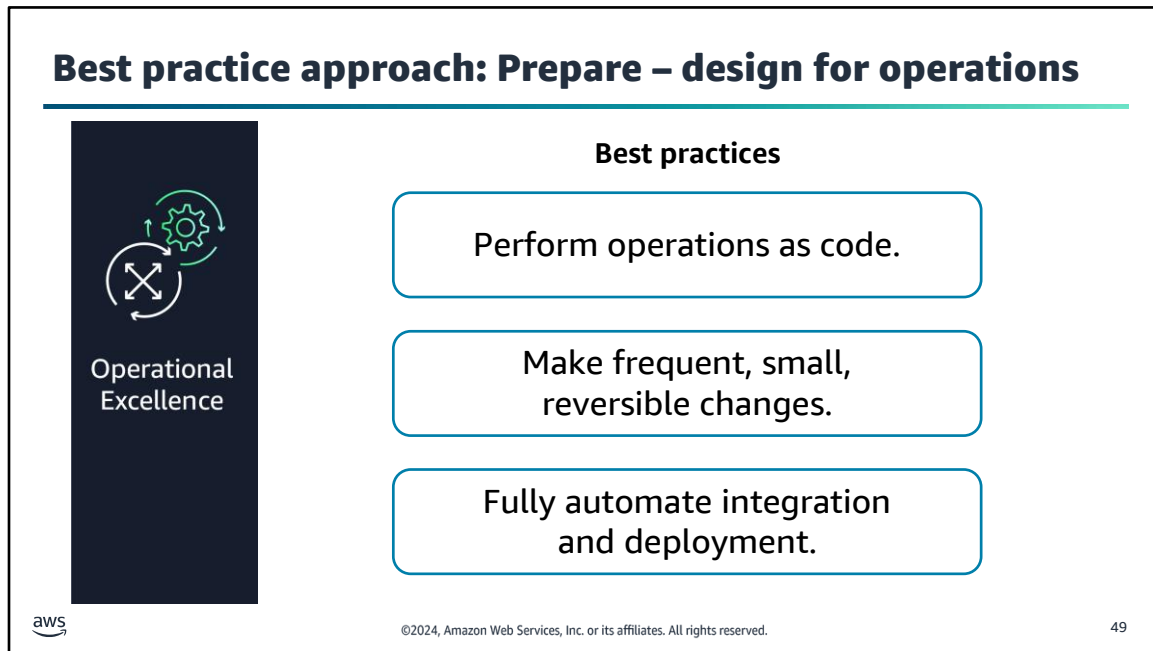 Best practice approach: Prepare – design for operations
Operational
Excellence
Best practices
Perform operations as code.
Make frequent, small,
reversible changes.
Fully automate integration
and deployment.
aws
©2024, Amazon Web Services, Inc. or its affiliates. All rights reserved.
49